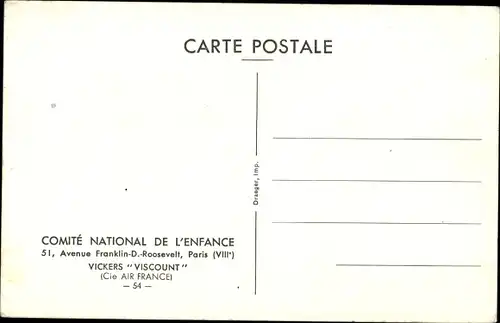 CARTE POSTALE
Draeger, Imp.
COMITÉ NATIONAL DE L'ENFANCE
51, Avenue Franklin-D.-Roosevelt, Paris (VIIIᵉ)
VICKERS "VISCOUNT"
(Cie AIR FRANCE)
— 54 —